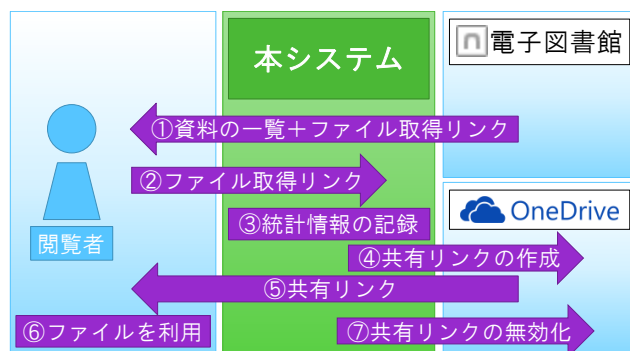 本システム
n 電子図書館
①資料の一覧＋ファイル取得リンク
②ファイル取得リンク
③統計情報の記録
OneDrive
閲覧者
④共有リンクの作成
⑤共有リンク
⑥ファイルを利用
⑦共有リンクの無効化